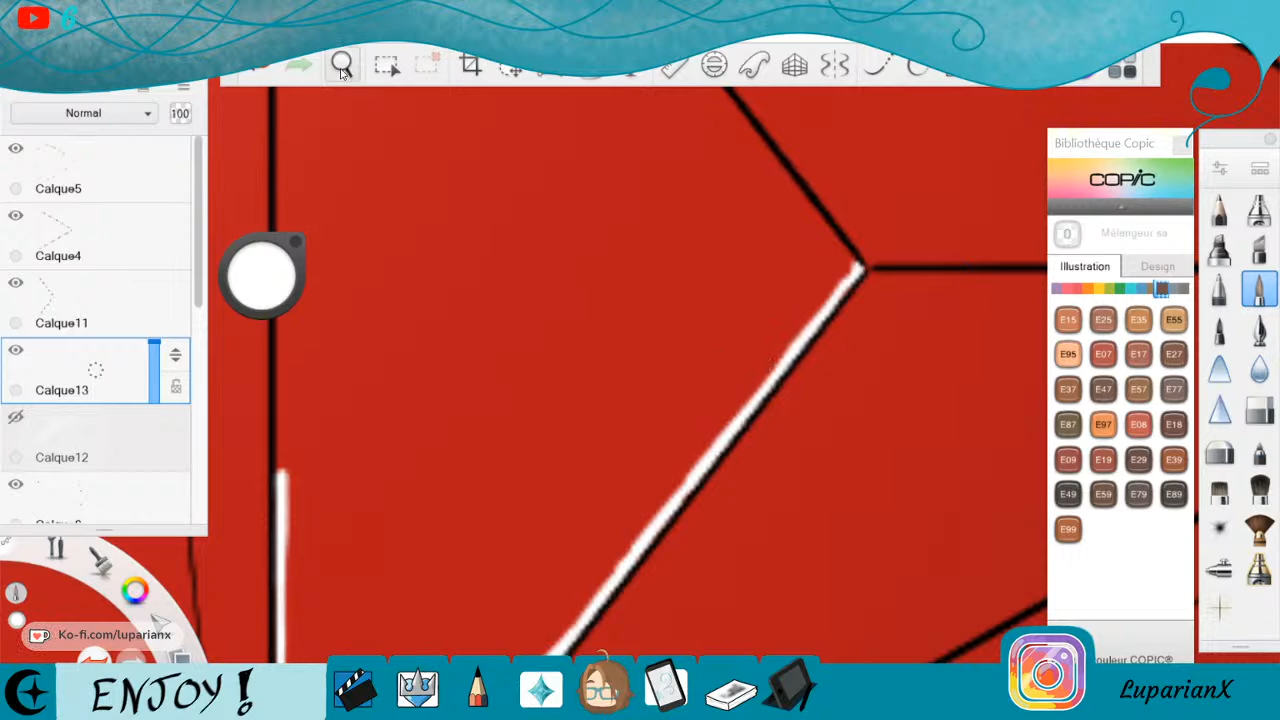 Normal
100
Calque5
Calque4
Calque11
Calque13
Calque12
Bibliothèque Copic
COPIC
0 Mélangeur sa
Illustration Design
E15 E25 E35 E55
E95 E07 E17 E27
E37 E47 E57 E77
E87 E97 E08 E18
E09 E19 E29 E39
E49 E59 E79 E89
E99
ouleur COPIC®
Ko-fi.com/luparianx
ENJOY!
LuparianX